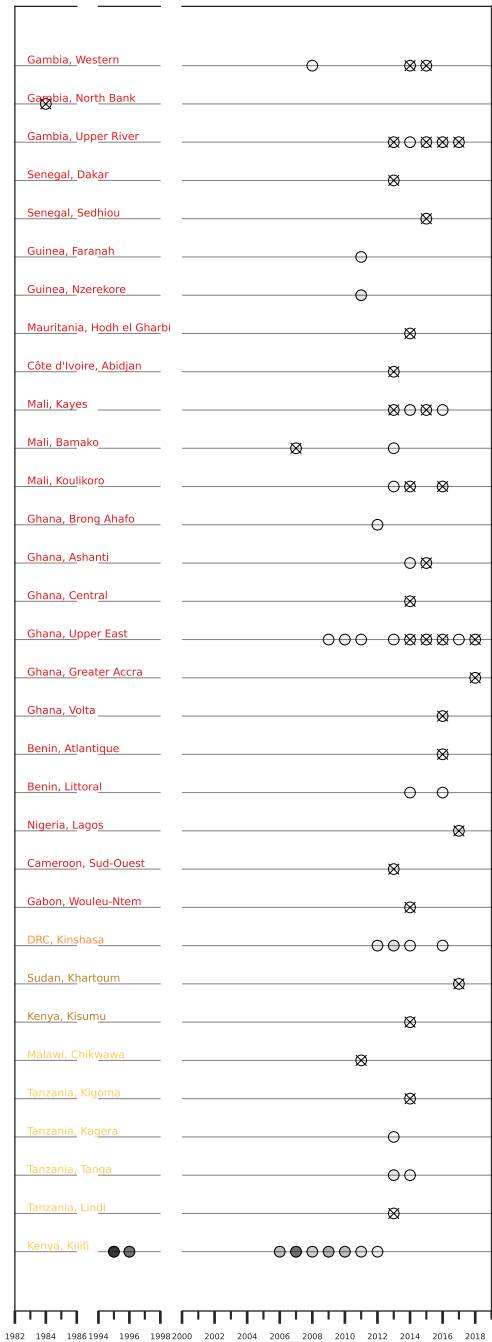 Gambia, Western
Gambia, North Bank
Gambia, Upper River
Senegal, Dakar
Senegal, Sedhiou
Guinea, Faranah
Guinea, Nzerekore
Mauritania, Hodh el Gharbi
Côte d'Ivoire, Abidjan
Mali, Kayes
Mali, Bamako
Mali, Koulikoro
Ghana, Brong Ahafo
Ghana, Ashanti
Ghana, Central
Ghana, Upper East
Ghana, Greater Accra
Ghana, Volta
Benin, Atlantique
Benin, Littoral
Nigeria, Lagos
Cameroon, Sud-Ouest
Gabon, Wouleu-Ntem
DRC, Kinshasa
Sudan, Khartoum
Kenya, Kisumu
Malawi, Chikwawa
Tanzania, Kigoma
Tanzania, Kagera
Tanzania, Tanga
Tanzania, Lindi
Kenya, Kilifi
1982 1984 1986 1994 1996 1998 2000 2002 2004 2006 2008 2010 2012 2014 2016 2018